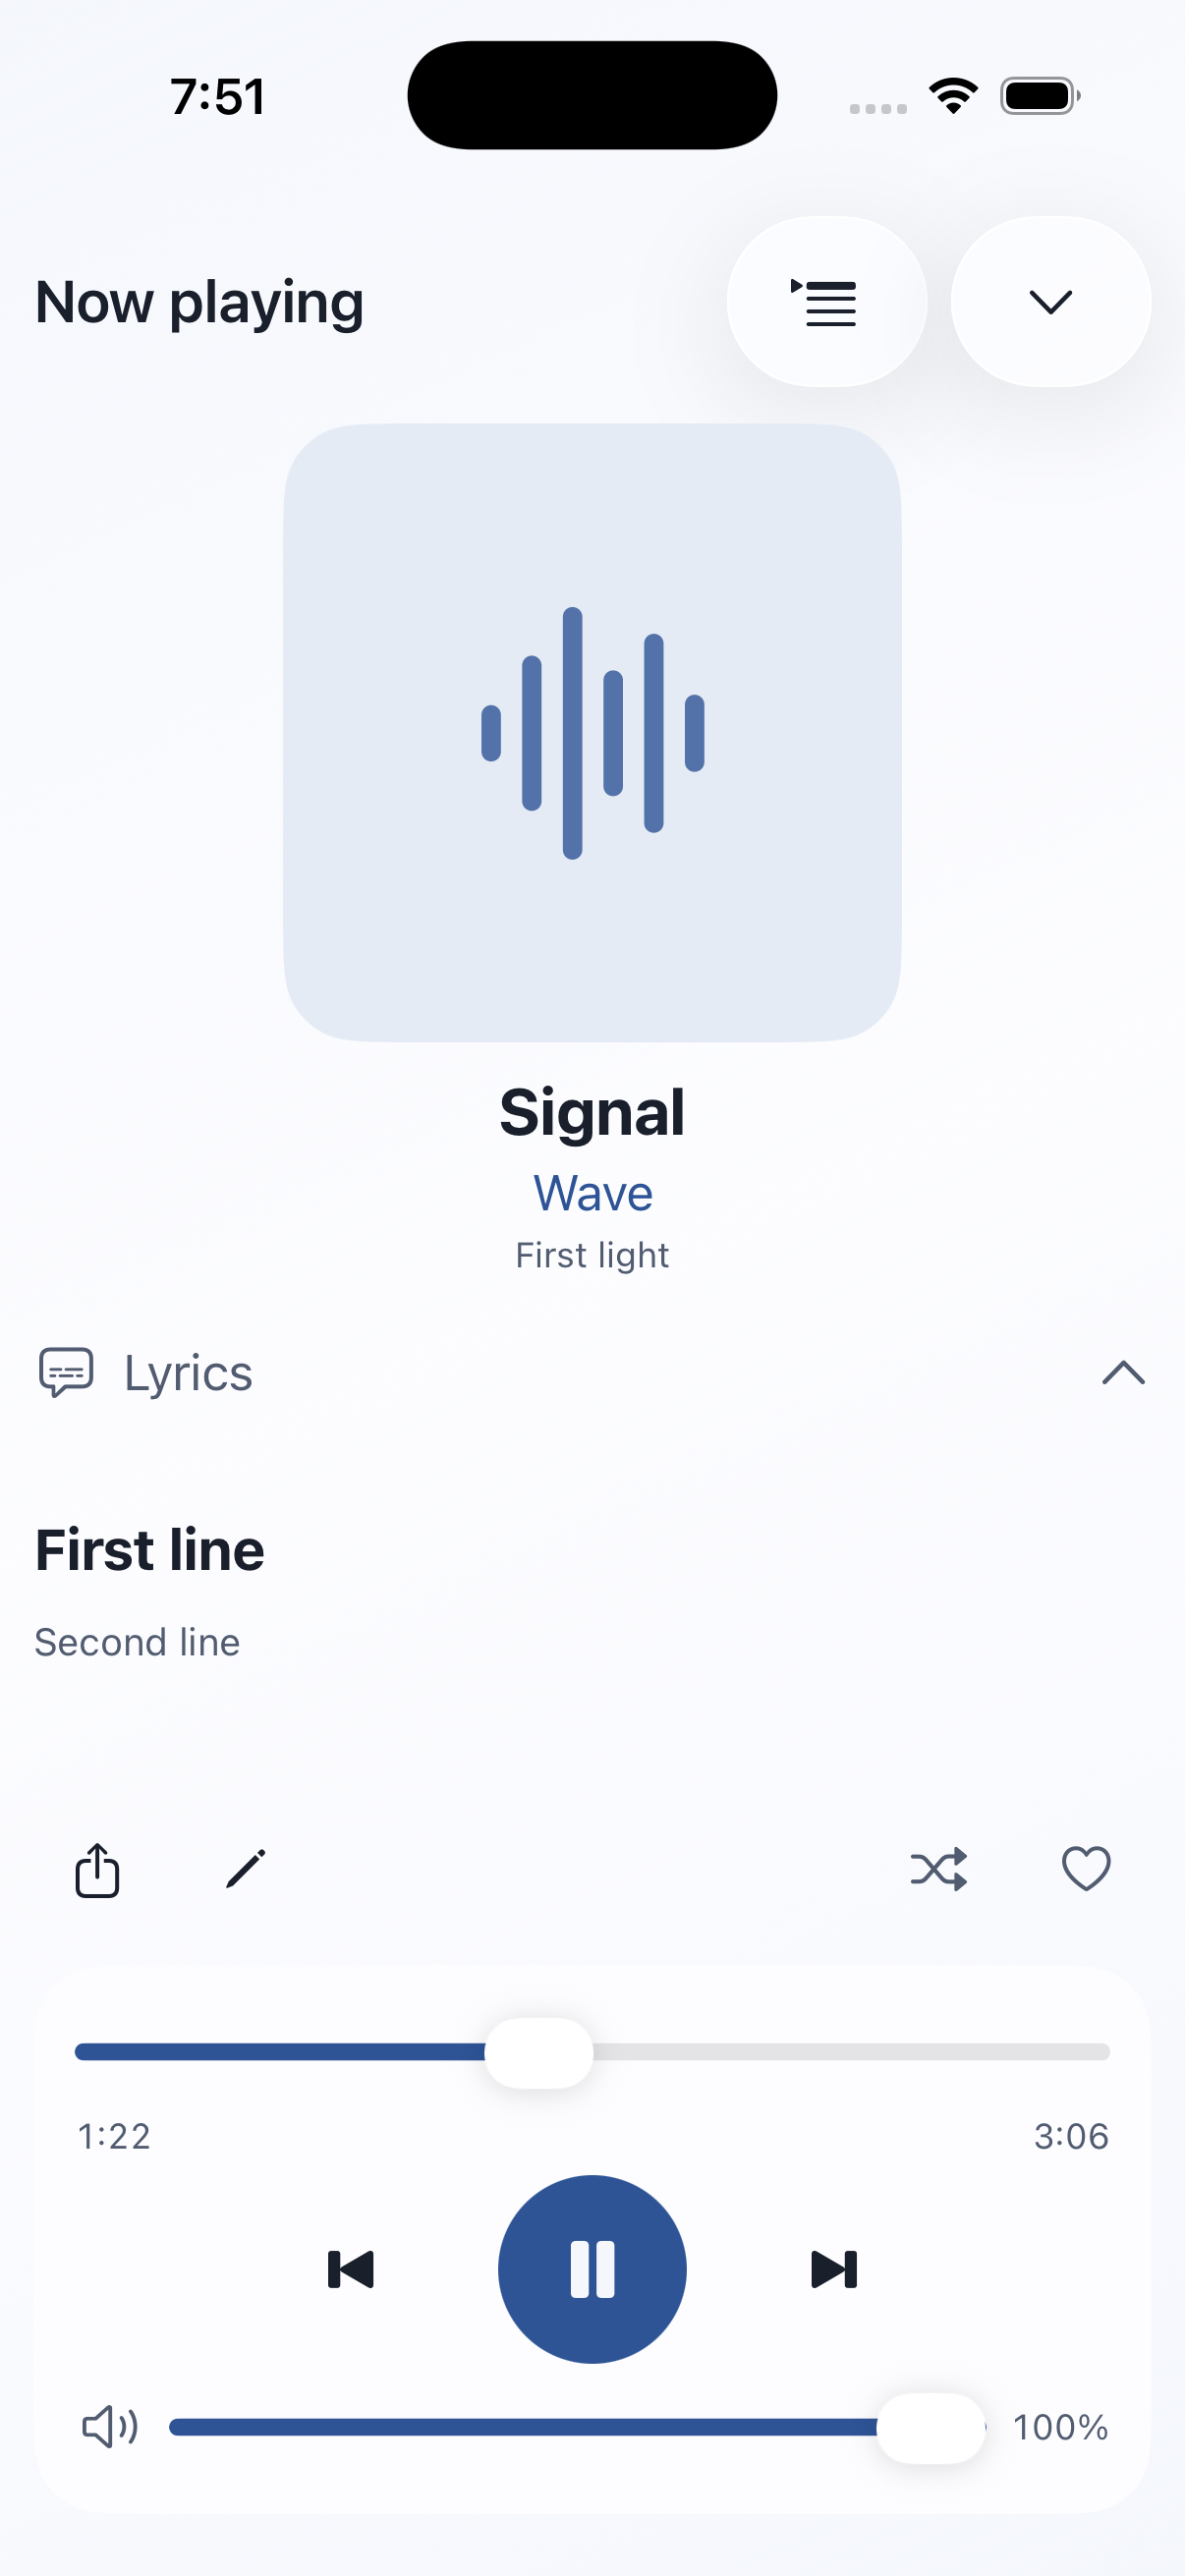 7:51
Now playing
Signal
Wave
First light
Lyrics
First line
Second line
1:22
3:06
100%